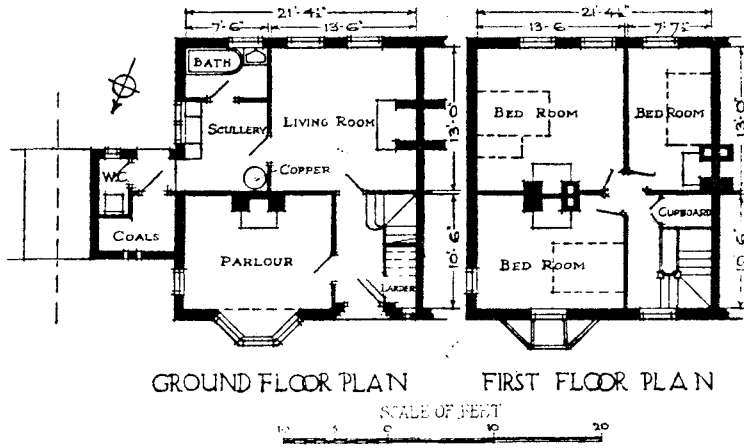 21'-4½"
7'-6" 13'-6"
BATH
SCULLERY
LIVING ROOM
13'-0"
COPPER
W.C.
COALS
PARLOUR
LARDER
10'-6"
GROUND FLOOR PLAN
21'-4½"
13'-6 7'-7½"
BED ROOM
BED ROOM
13'-0"
CUPBOARD
BED ROOM
10'-6"
FIRST FLOOR PLAN
SCALE OF FEET
10 5 0 10 20